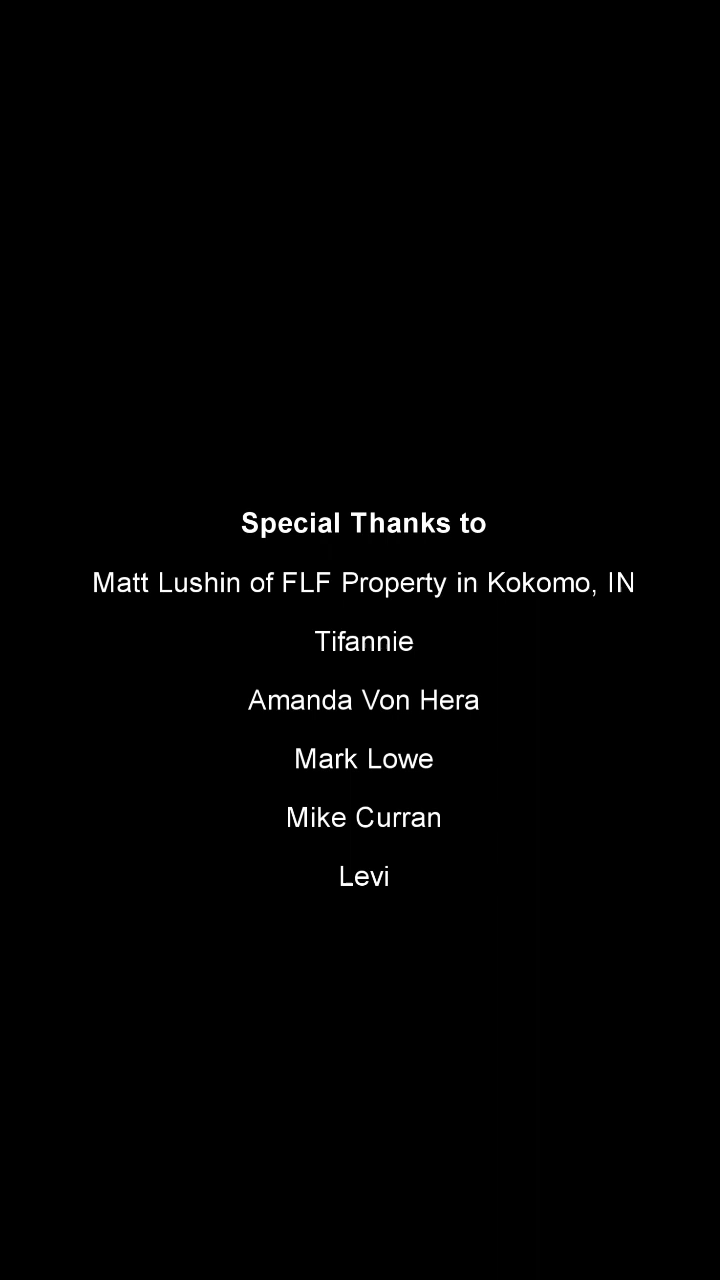 Special Thanks to
Matt Lushin of FLF Property in Kokomo, IN
Tifannie
Amanda Von Hera
Mark Lowe
Mike Curran
Levi